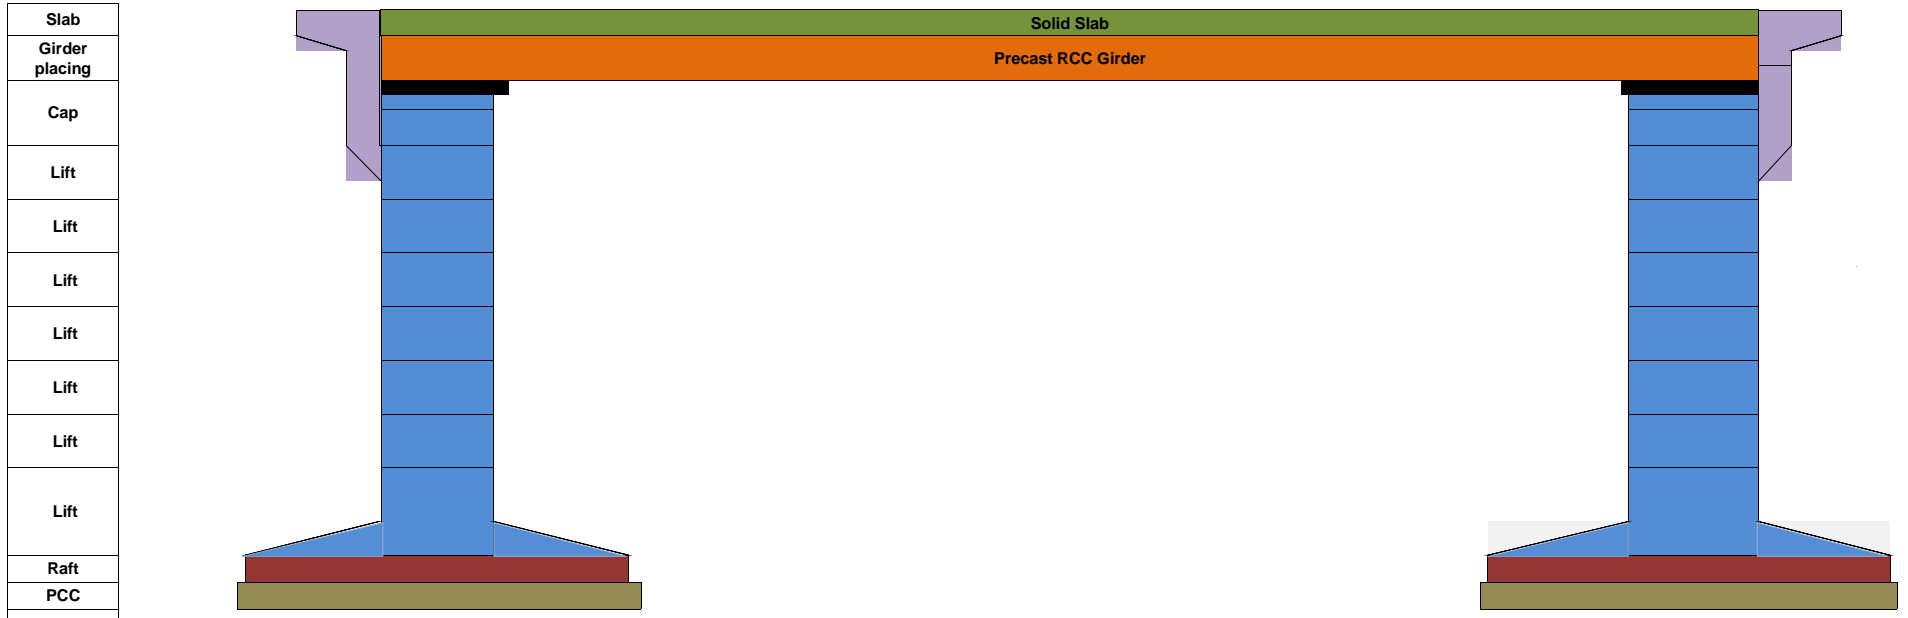 Slab
Solid Slab
Girder
placing
Precast RCC Girder
Cap
Lift
Lift
Lift
Lift
Lift
Lift
Lift
Raft
PCC